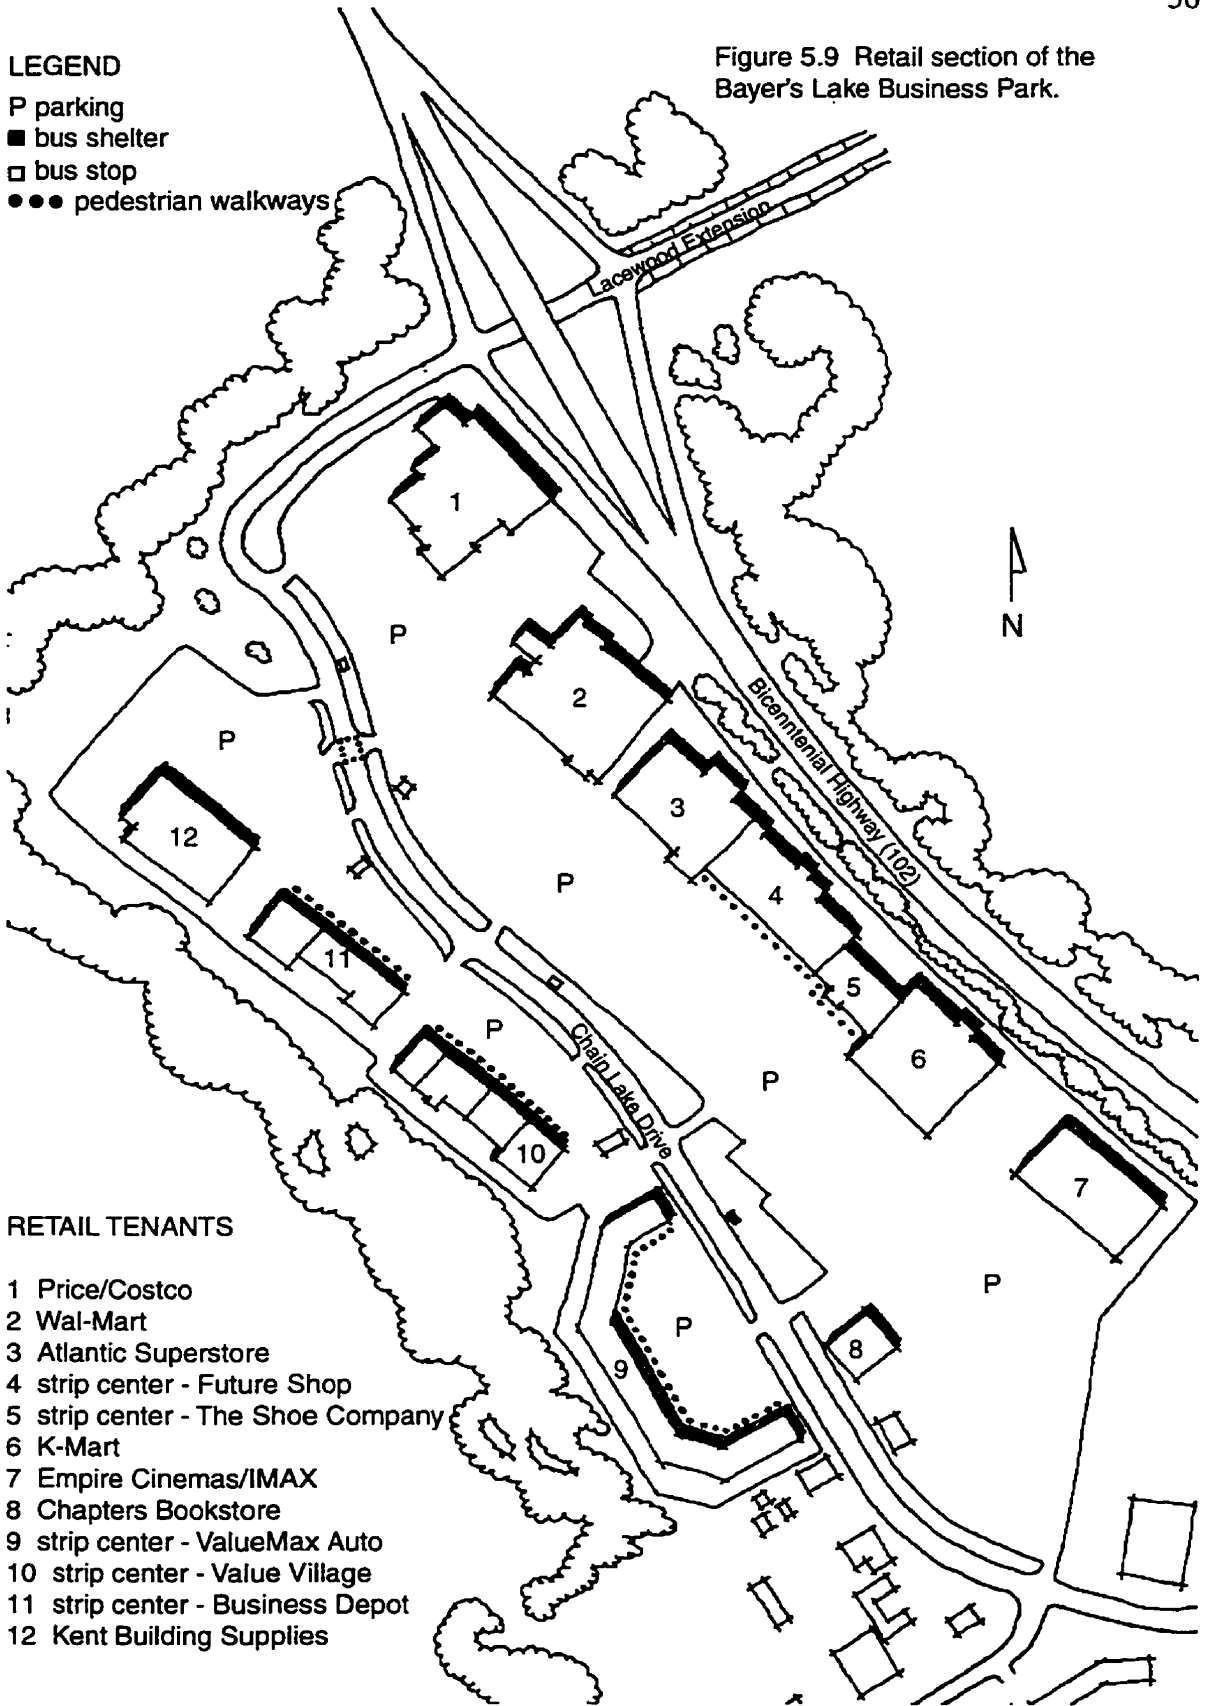 LEGEND
P parking
■ bus shelter
□ bus stop
●●● pedestrian walkways
Figure 5.9 Retail section of the
Bayer's Lake Business Park.
Lacewood Extension
1
N
P
2
Bicenntenial Highway (102)
P
3
12
P
4
11
5
P
Chain Lake Drive
6
P
10
7
P
P
8
9
RETAIL TENANTS
1 Price/Costco
2 Wal-Mart
3 Atlantic Superstore
4 strip center - Future Shop
5 strip center - The Shoe Company
6 K-Mart
7 Empire Cinemas/IMAX
8 Chapters Bookstore
9 strip center - ValueMax Auto
10 strip center - Value Village
11 strip center - Business Depot
12 Kent Building Supplies